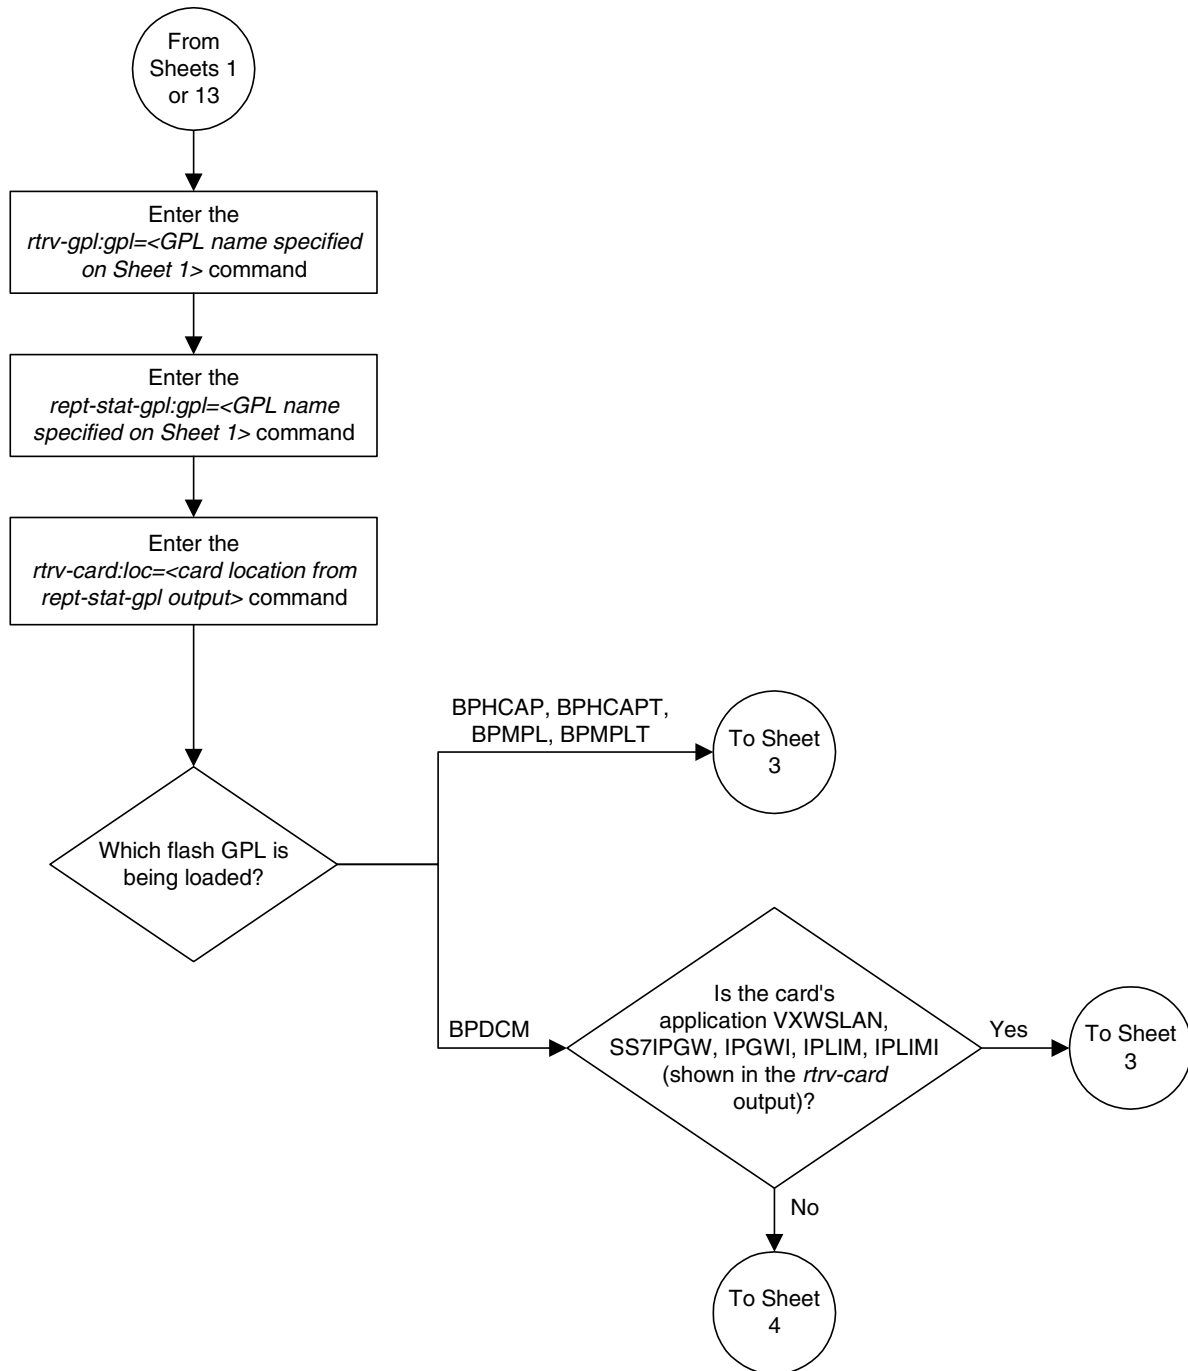 From
Sheets 1
or 13
Enter the
rtrv-gpl:gpl=<GPL name specified
on Sheet 1> command
Enter the
rept-stat-gpl:gpl=<GPL name
specified on Sheet 1> command
Enter the
rtrv-card:loc=<card location from
rept-stat-gpl output> command
Which flash GPL is
being loaded?
BPHCAP, BPHCAPT,
BPMPL, BPMPLT
To Sheet
3
BPDCM
Is the card's
application VXWSLAN,
SS7IPGW, IPGWI, IPLIM, IPLIMI
(shown in the rtrv-card
output)?
Yes
To Sheet
3
No
To Sheet
4